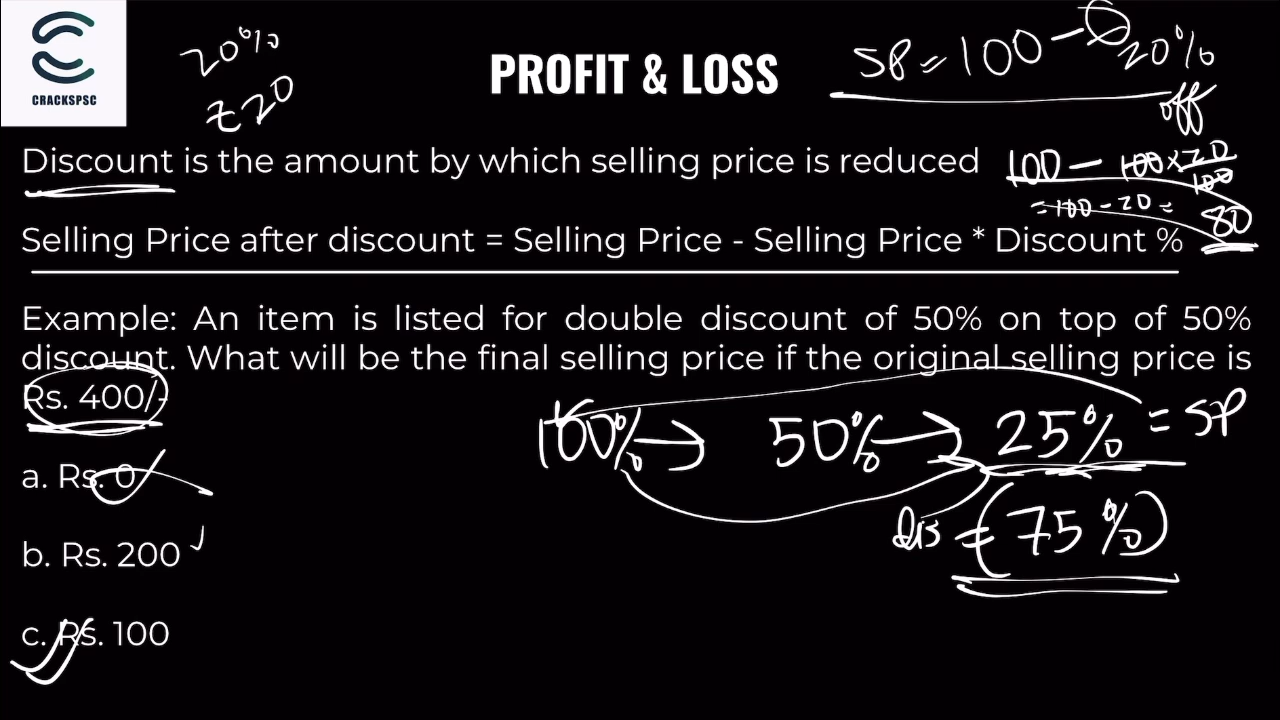 CRACKSPSC
20%
₹20
PROFIT & LOSS
SP = 100 - 20%
off
Discount is the amount by which selling price is reduced
100 - 100 x 20
100
= 100 - 20 = 80
Selling Price after discount = Selling Price - Selling Price * Discount %
Example: An item is listed for double discount of 50% on top of 50%
discount. What will be the final selling price if the original selling price is
Rs. 400/-
100% → 50% → 25% = SP
a. Rs. 0
dis = (75%)
b. Rs. 200
c. Rs. 100